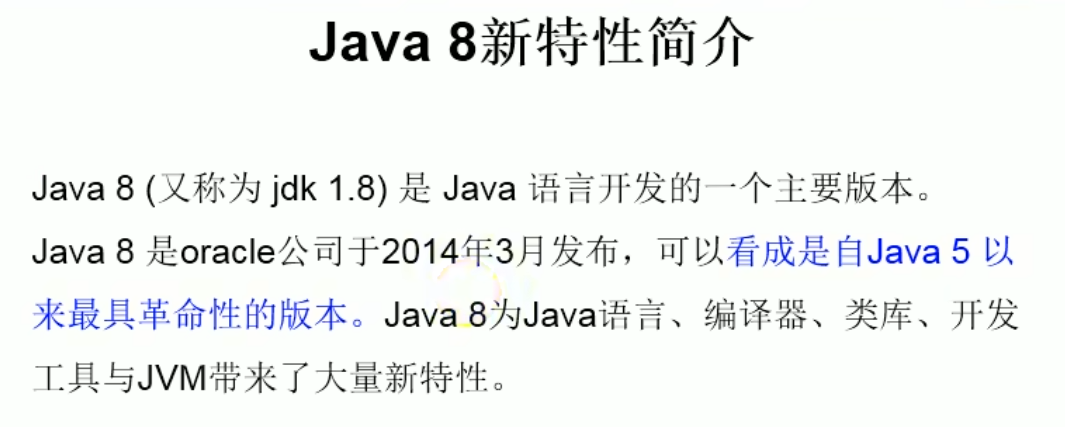 Java 8新特性简介
Java 8 (又称为 jdk 1.8) 是 Java 语言开发的一个主要版本。
Java 8 是oracle公司于2014年3月发布，可以看成是自Java 5 以
来最具革命性的版本。Java 8为Java语言、编译器、类库、开发
工具与JVM带来了大量新特性。